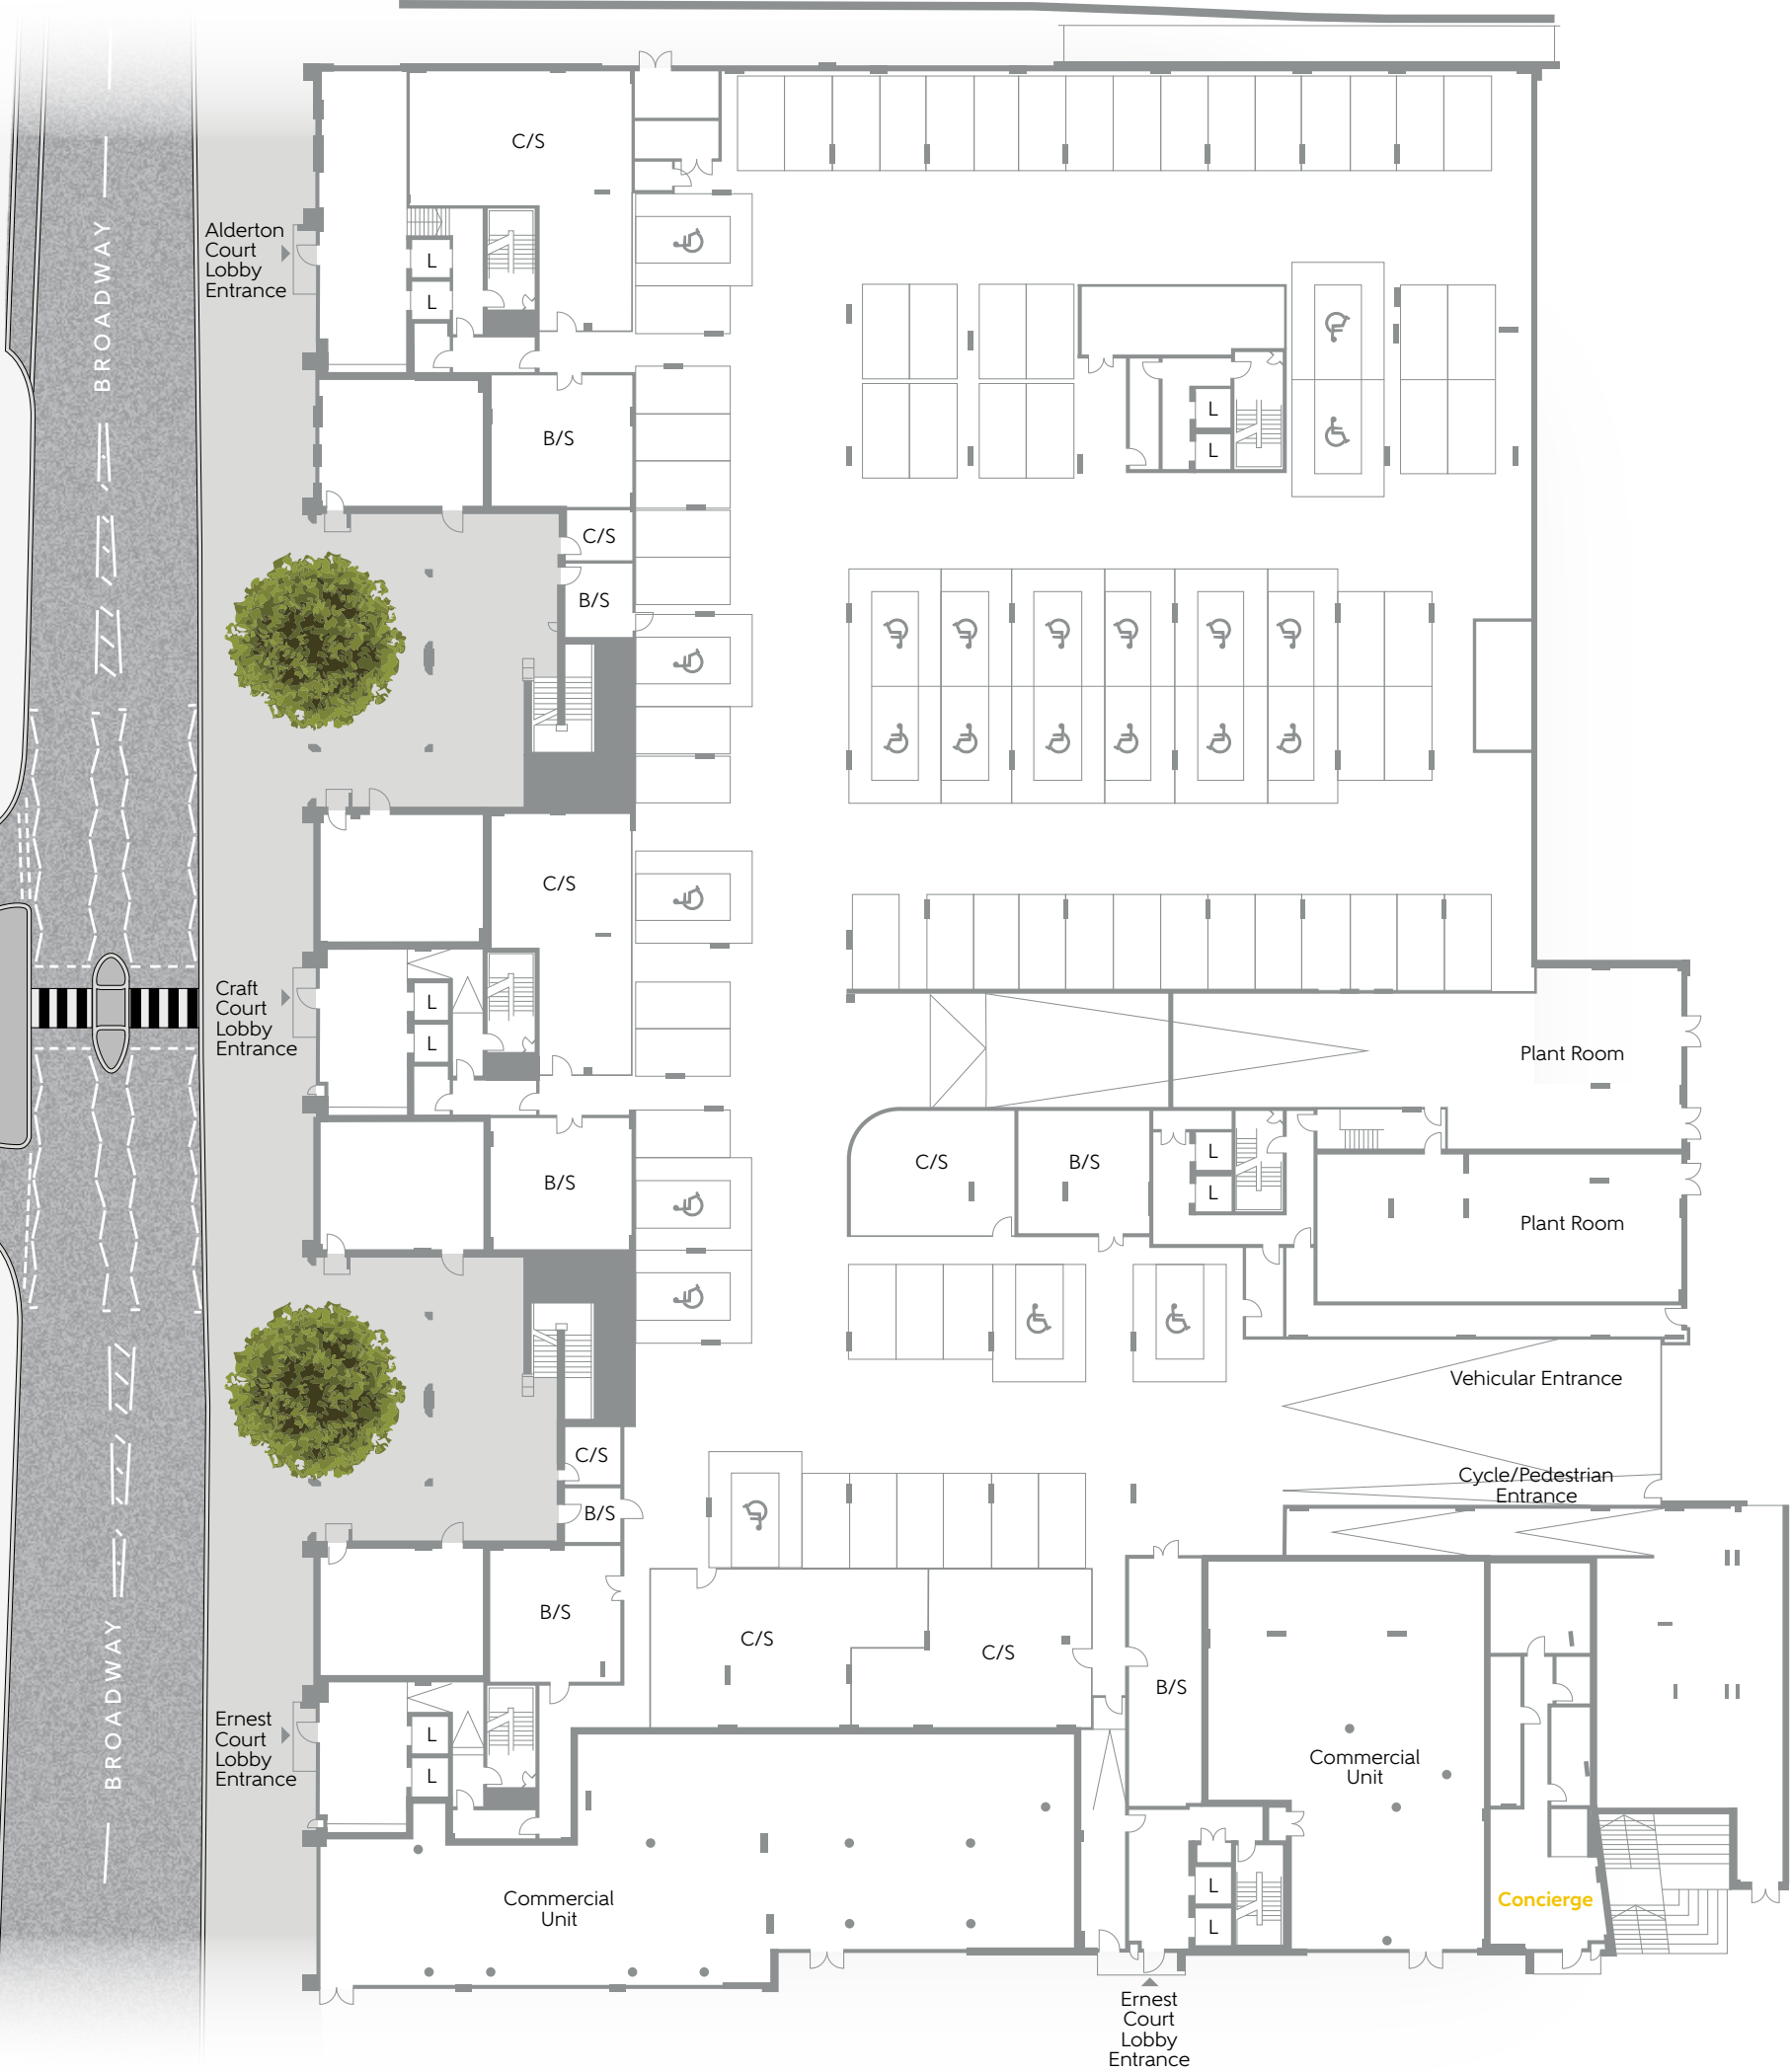 C/S
Alderton
Court
Lobby
Entrance
BROADWAY
L
L
L
L
B/S
C/S
B/S
C/S
Craft
Court
Lobby
Entrance
L
L
Plant Room
C/S
B/S
L
L
B/S
Plant Room
Vehicular Entrance
Cycle/Pedestrian
Entrance
C/S
B/S
B/S
C/S
C/S
B/S
BROADWAY
Ernest
Court
Lobby
Entrance
L
L
Commercial
Unit
Commercial
Unit
L
L
Concierge
Ernest
Court
Lobby
Entrance